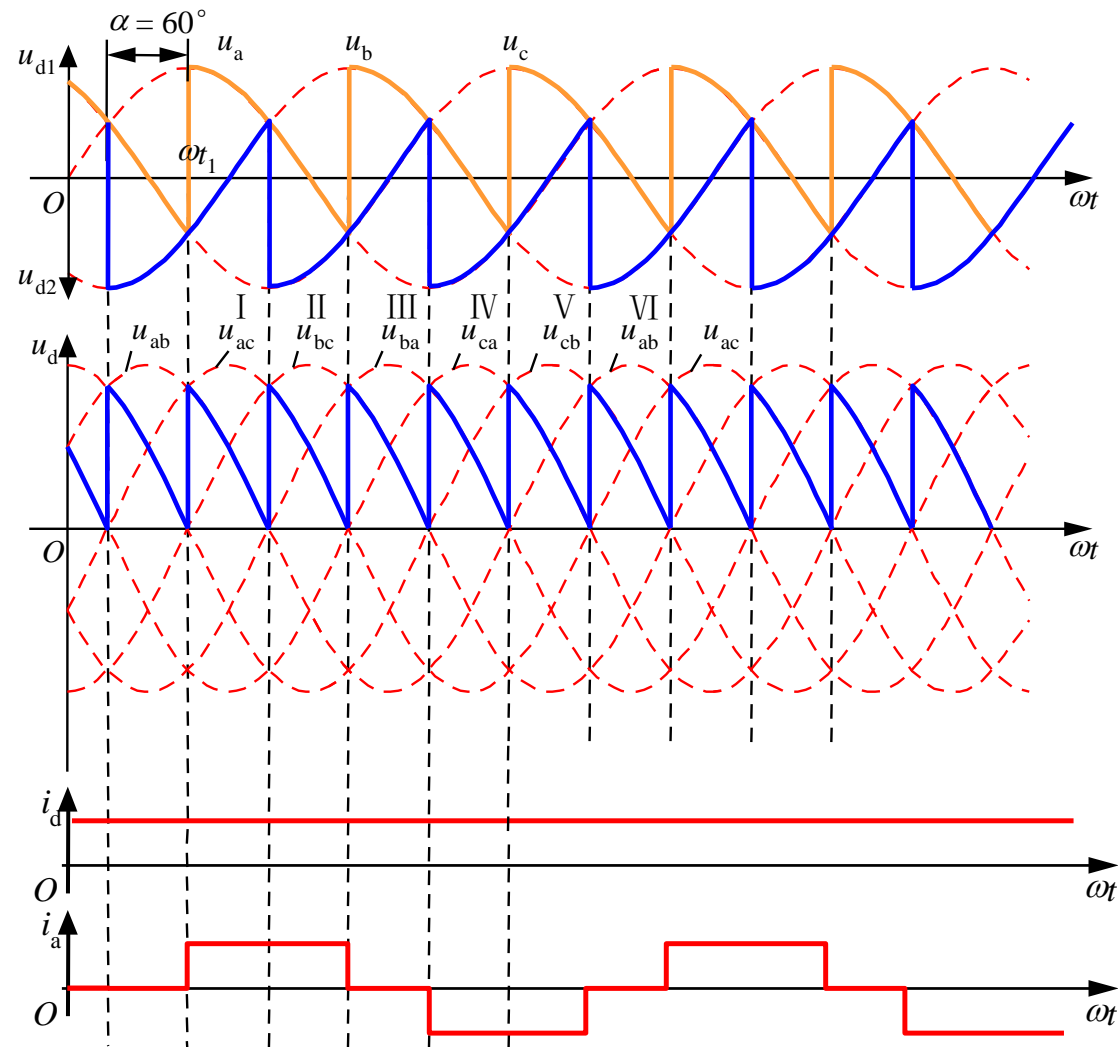 α = 60°
u_d1 u_a u_b u_c
ωt_1
O ωt
u_d2
Ⅰ Ⅱ Ⅲ Ⅳ Ⅴ Ⅵ
u_d u_ab u_ac u_bc u_ba u_ca u_cb u_ab u_ac
O ωt
i_d
O ωt
i_a
O ωt